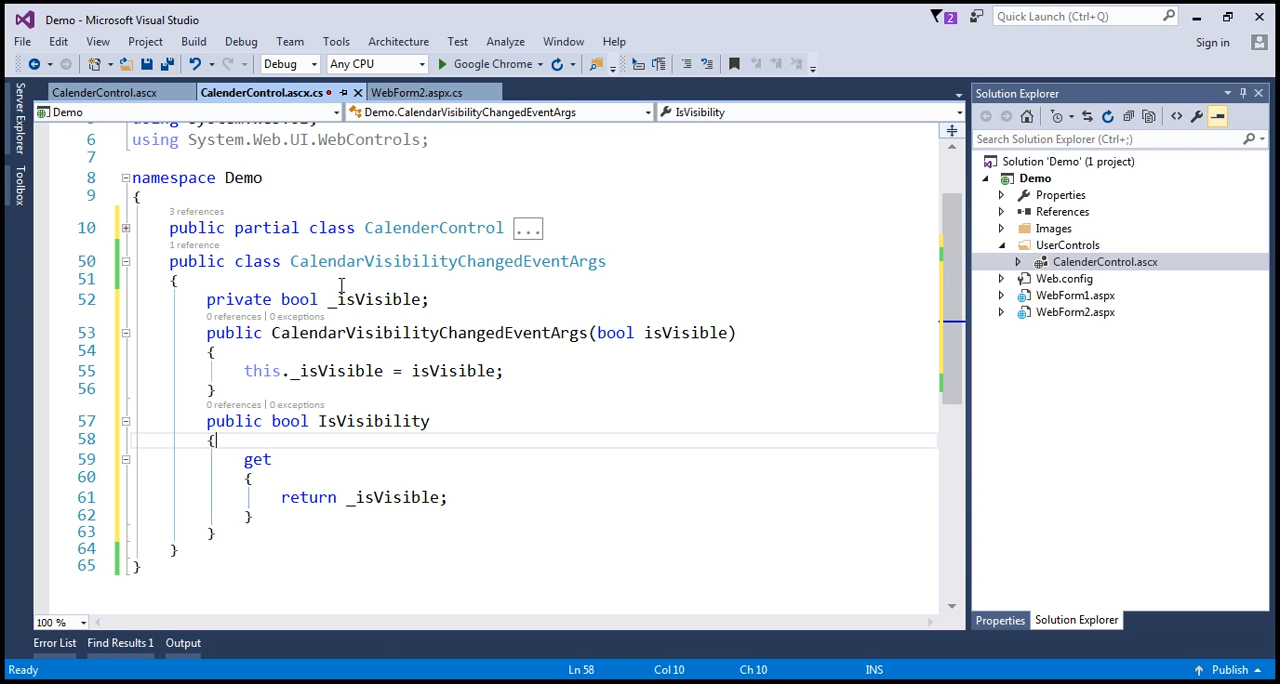 Demo - Microsoft Visual Studio
2
Quick Launch (Ctrl+Q)
File Edit View Project Build Debug Team Tools Architecture Test Analyze Window Help
Sign in
Debug Any CPU Google Chrome
Server Explorer
Toolbox
CalenderControl.ascx CalenderControl.ascx.cs WebForm2.aspx.cs
Demo Demo.CalendarVisibilityChangedEventArgs IsVisibility
6 using System.Web.UI.WebControls;
7
8 namespace Demo
9 {
3 references
10 public partial class CalenderControl ...
1 reference
50 public class CalendarVisibilityChangedEventArgs
51 {
52 private bool _isVisible;
0 references | 0 exceptions
53 public CalendarVisibilityChangedEventArgs(bool isVisible)
54 {
55 this._isVisible = isVisible;
56 }
0 references | 0 exceptions
57 public bool IsVisibility
58 {
59 get
60 {
61 return _isVisible;
62 }
63 }
64 }
65 }
100 %
Error List Find Results 1 Output
Ready Ln 58 Col 10 Ch 10 INS Publish
Solution Explorer
Search Solution Explorer (Ctrl+;)
Solution 'Demo' (1 project)
Demo
Properties
References
Images
UserControls
CalenderControl.ascx
Web.config
WebForm1.aspx
WebForm2.aspx
Properties Solution Explorer